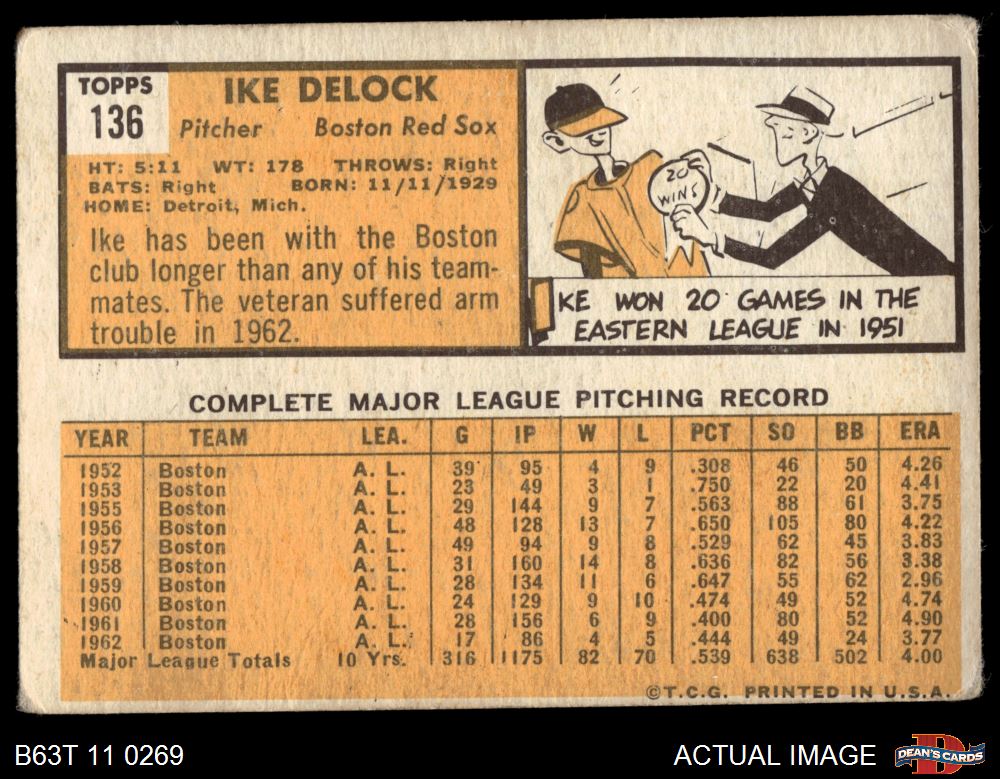 TOPPS
136
IKE DELOCK
Pitcher Boston Red Sox
HT: 5:11 WT: 178 THROWS: Right
BATS: Right BORN: 11/11/1929
HOME: Detroit, Mich.
Ike has been with the Boston
club longer than any of his team-
mates. The veteran suffered arm
trouble in 1962.
20
WINS
IKE WON 20 GAMES IN THE
EASTERN LEAGUE IN 1951
COMPLETE MAJOR LEAGUE PITCHING RECORD
YEAR TEAM LEA. G IP W L PCT SO BB ERA
1952 Boston A. L. 39 95 4 9 .308 46 50 4.26
1953 Boston A. L. 23 49 3 1 .750 22 20 4.41
1955 Boston A. L. 29 144 9 7 .563 88 61 3.75
1956 Boston A. L. 48 128 13 7 .650 105 80 4.22
1957 Boston A. L. 49 94 9 8 .529 62 45 3.83
1958 Boston A. L. 31 160 14 8 .636 82 56 3.38
1959 Boston A. L. 28 134 11 6 .647 55 62 2.96
1960 Boston A. L. 24 129 9 10 .474 49 52 4.74
1961 Boston A. L. 28 156 6 9 .400 80 52 4.90
1962 Boston A. L. 17 86 4 5 .444 49 24 3.77
Major League Totals 10 Yrs. 316 1175 82 70 .539 638 502 4.00
©T.C.G. PRINTED IN U.S.A.
B63T 11 0269
ACTUAL IMAGE
D
DEAN'S CARDS